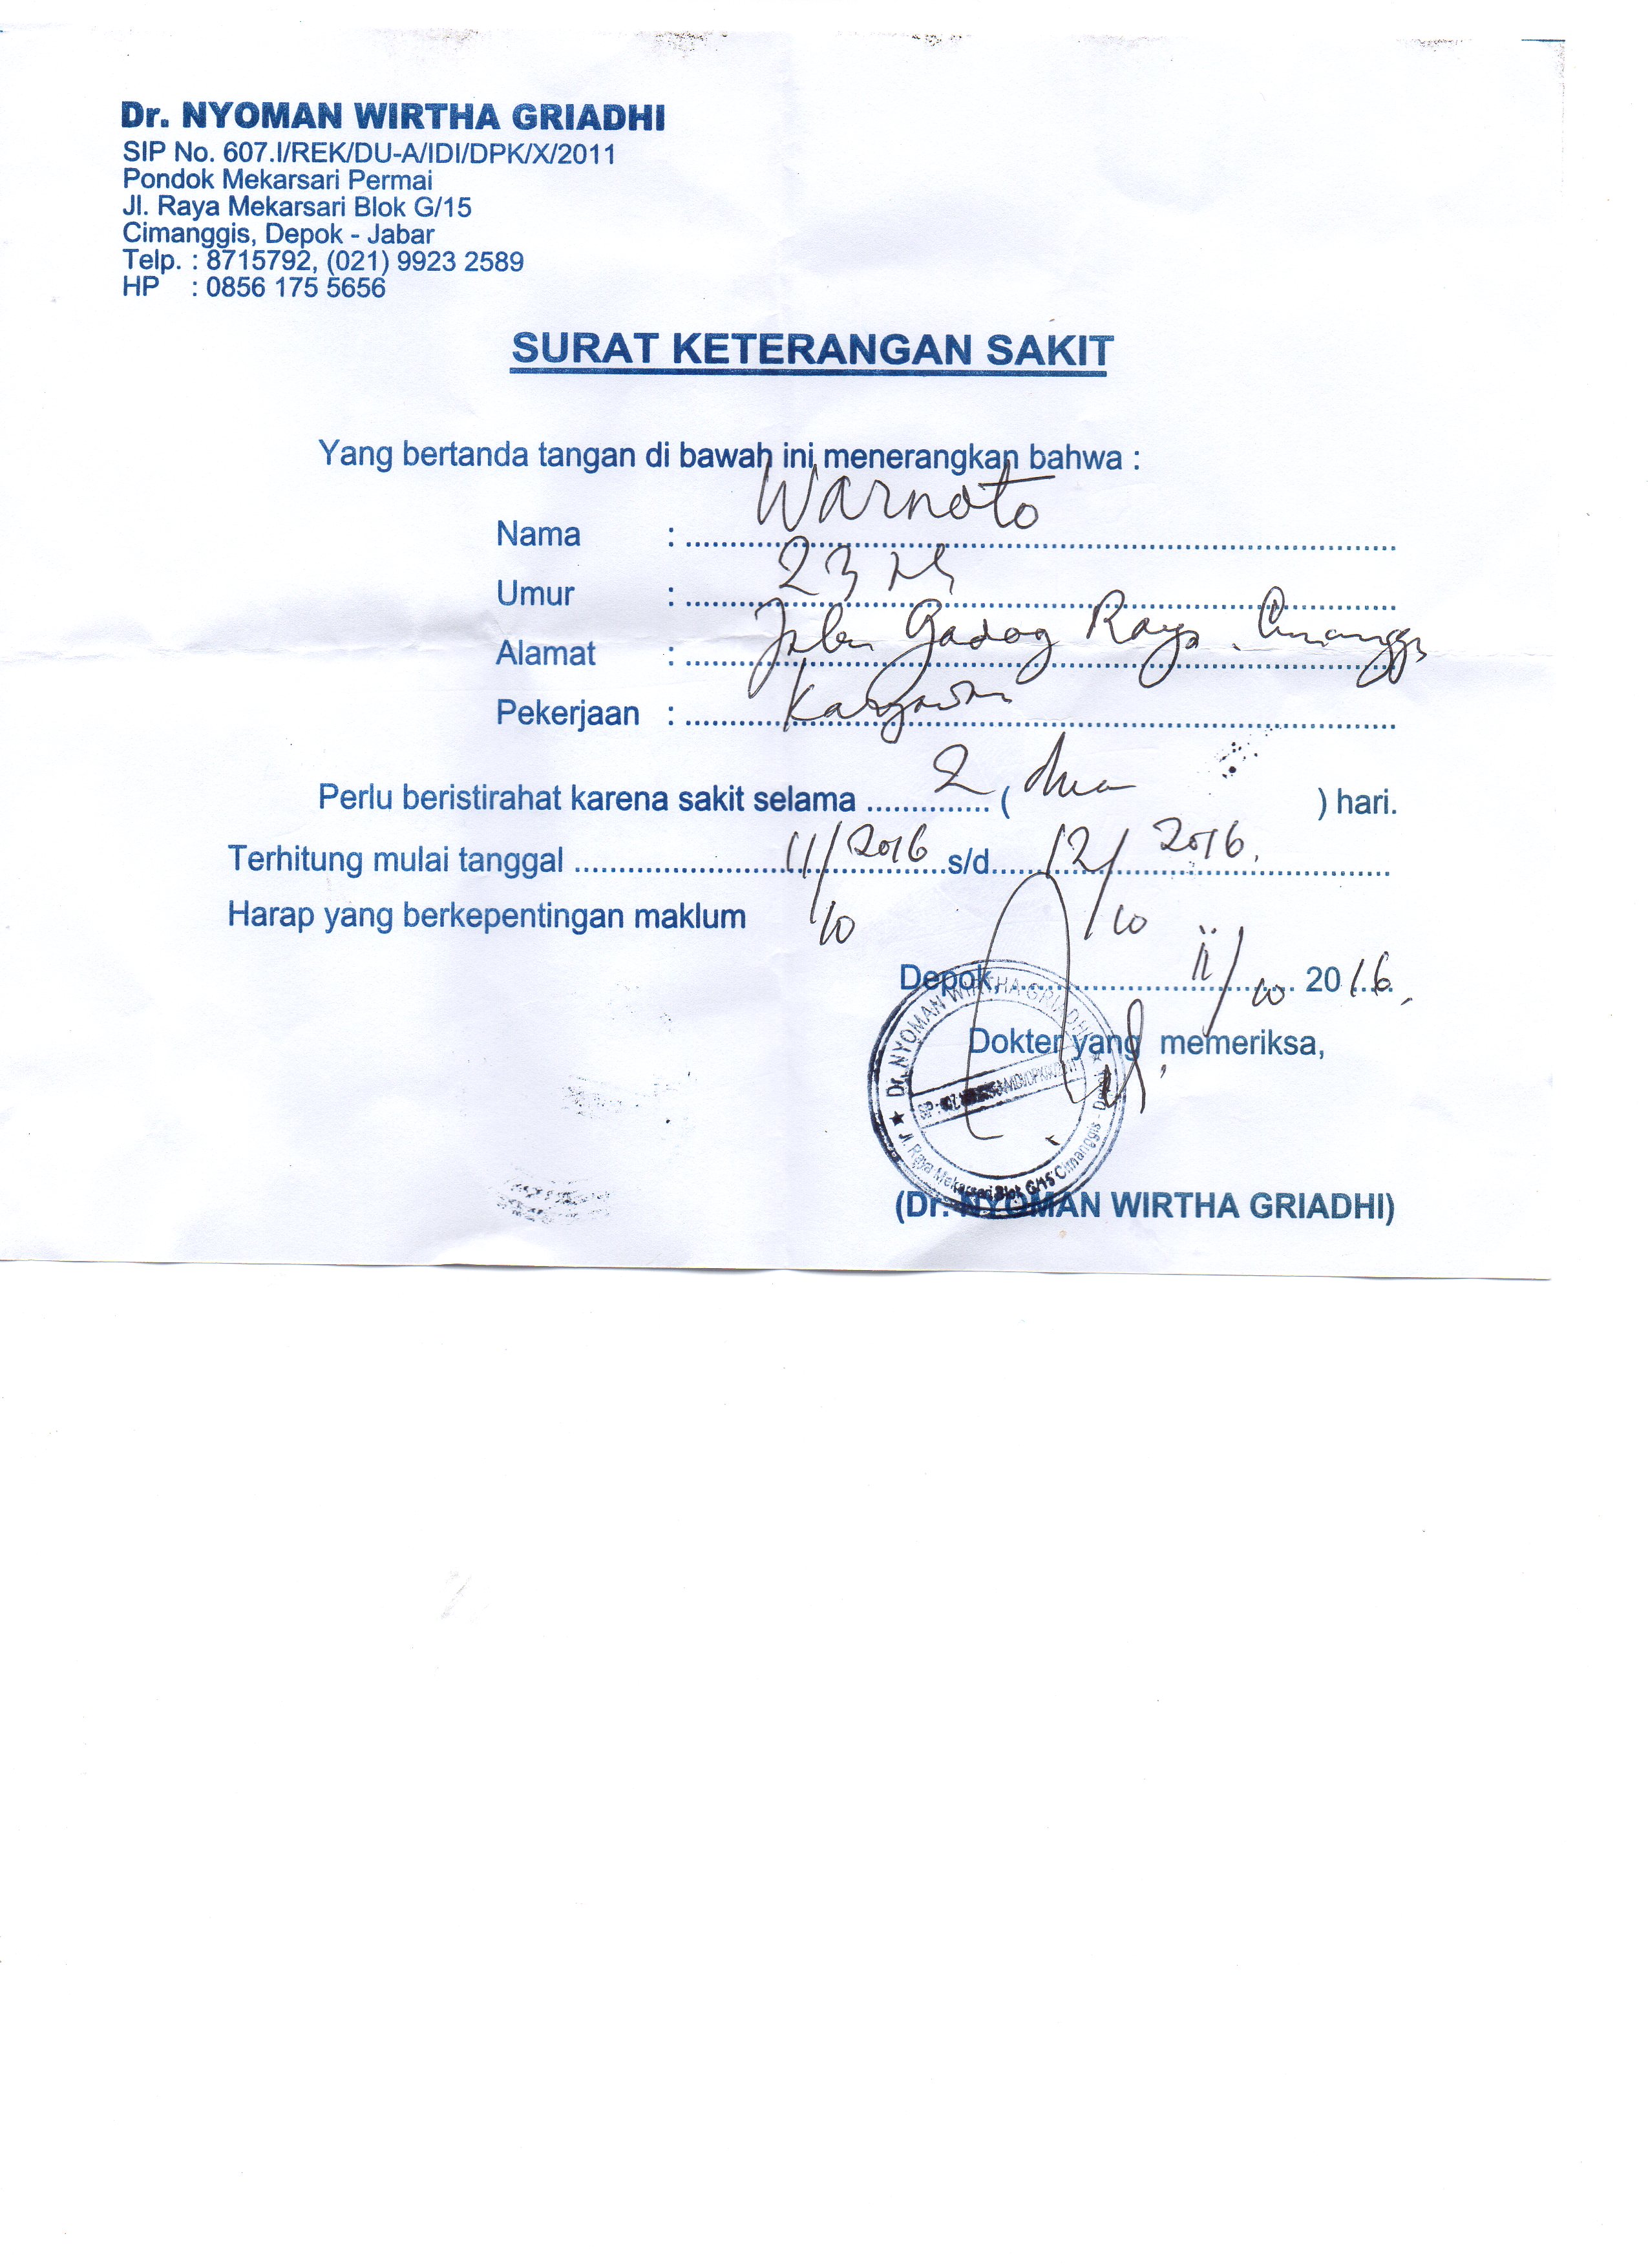 Dr. NYOMAN WIRTHA GRIADHI
SIP No. 607.I/REK/DU-A/IDI/DPK/X/2011
Pondok Mekarsari Permai
Jl. Raya Mekarsari Blok G/15
Cimanggis, Depok - Jabar
Telp. : 8715792, (021) 9923 2589
HP : 0856 175 5656
SURAT KETERANGAN SAKIT
Yang bertanda tangan di bawah ini menerangkan bahwa :
Nama : Warnoto
Umur : 23 th
Alamat : Gadog Raya. Cimanggis
Pekerjaan : Karyawan
Perlu beristirahat karena sakit selama 2 ( dua ) hari.
Terhitung mulai tanggal 11/10 2016 s/d 12/10 2016.
Harap yang berkepentingan maklum
Depok, 11/10 2016.
Dokter yang memeriksa,
Dr. NYOMAN WIRTHA GRIADHI
Jl. Raya Mekarsari Blok G/15 Cimanggis -
(Dr. NYOMAN WIRTHA GRIADHI)